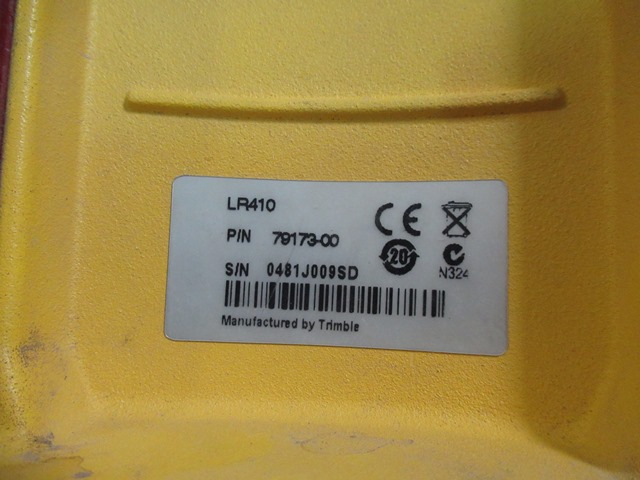 LR410
P/N 79173-00
S/N 0481J009SD
Manufactured by Trimble
CE
20
N324